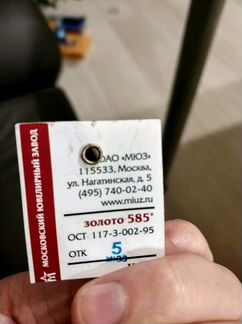 МОСКОВСКИЙ ЮВЕЛИРНЫЙ ЗАВОД
ОАО «МЮЗ»
115533, Москва,
ул. Нагатинская, д. 5
(495) 740-02-40
www.miuz.ru
золото 585°
ОСТ 117-3-002-95
ОТК 5
МЮЗ